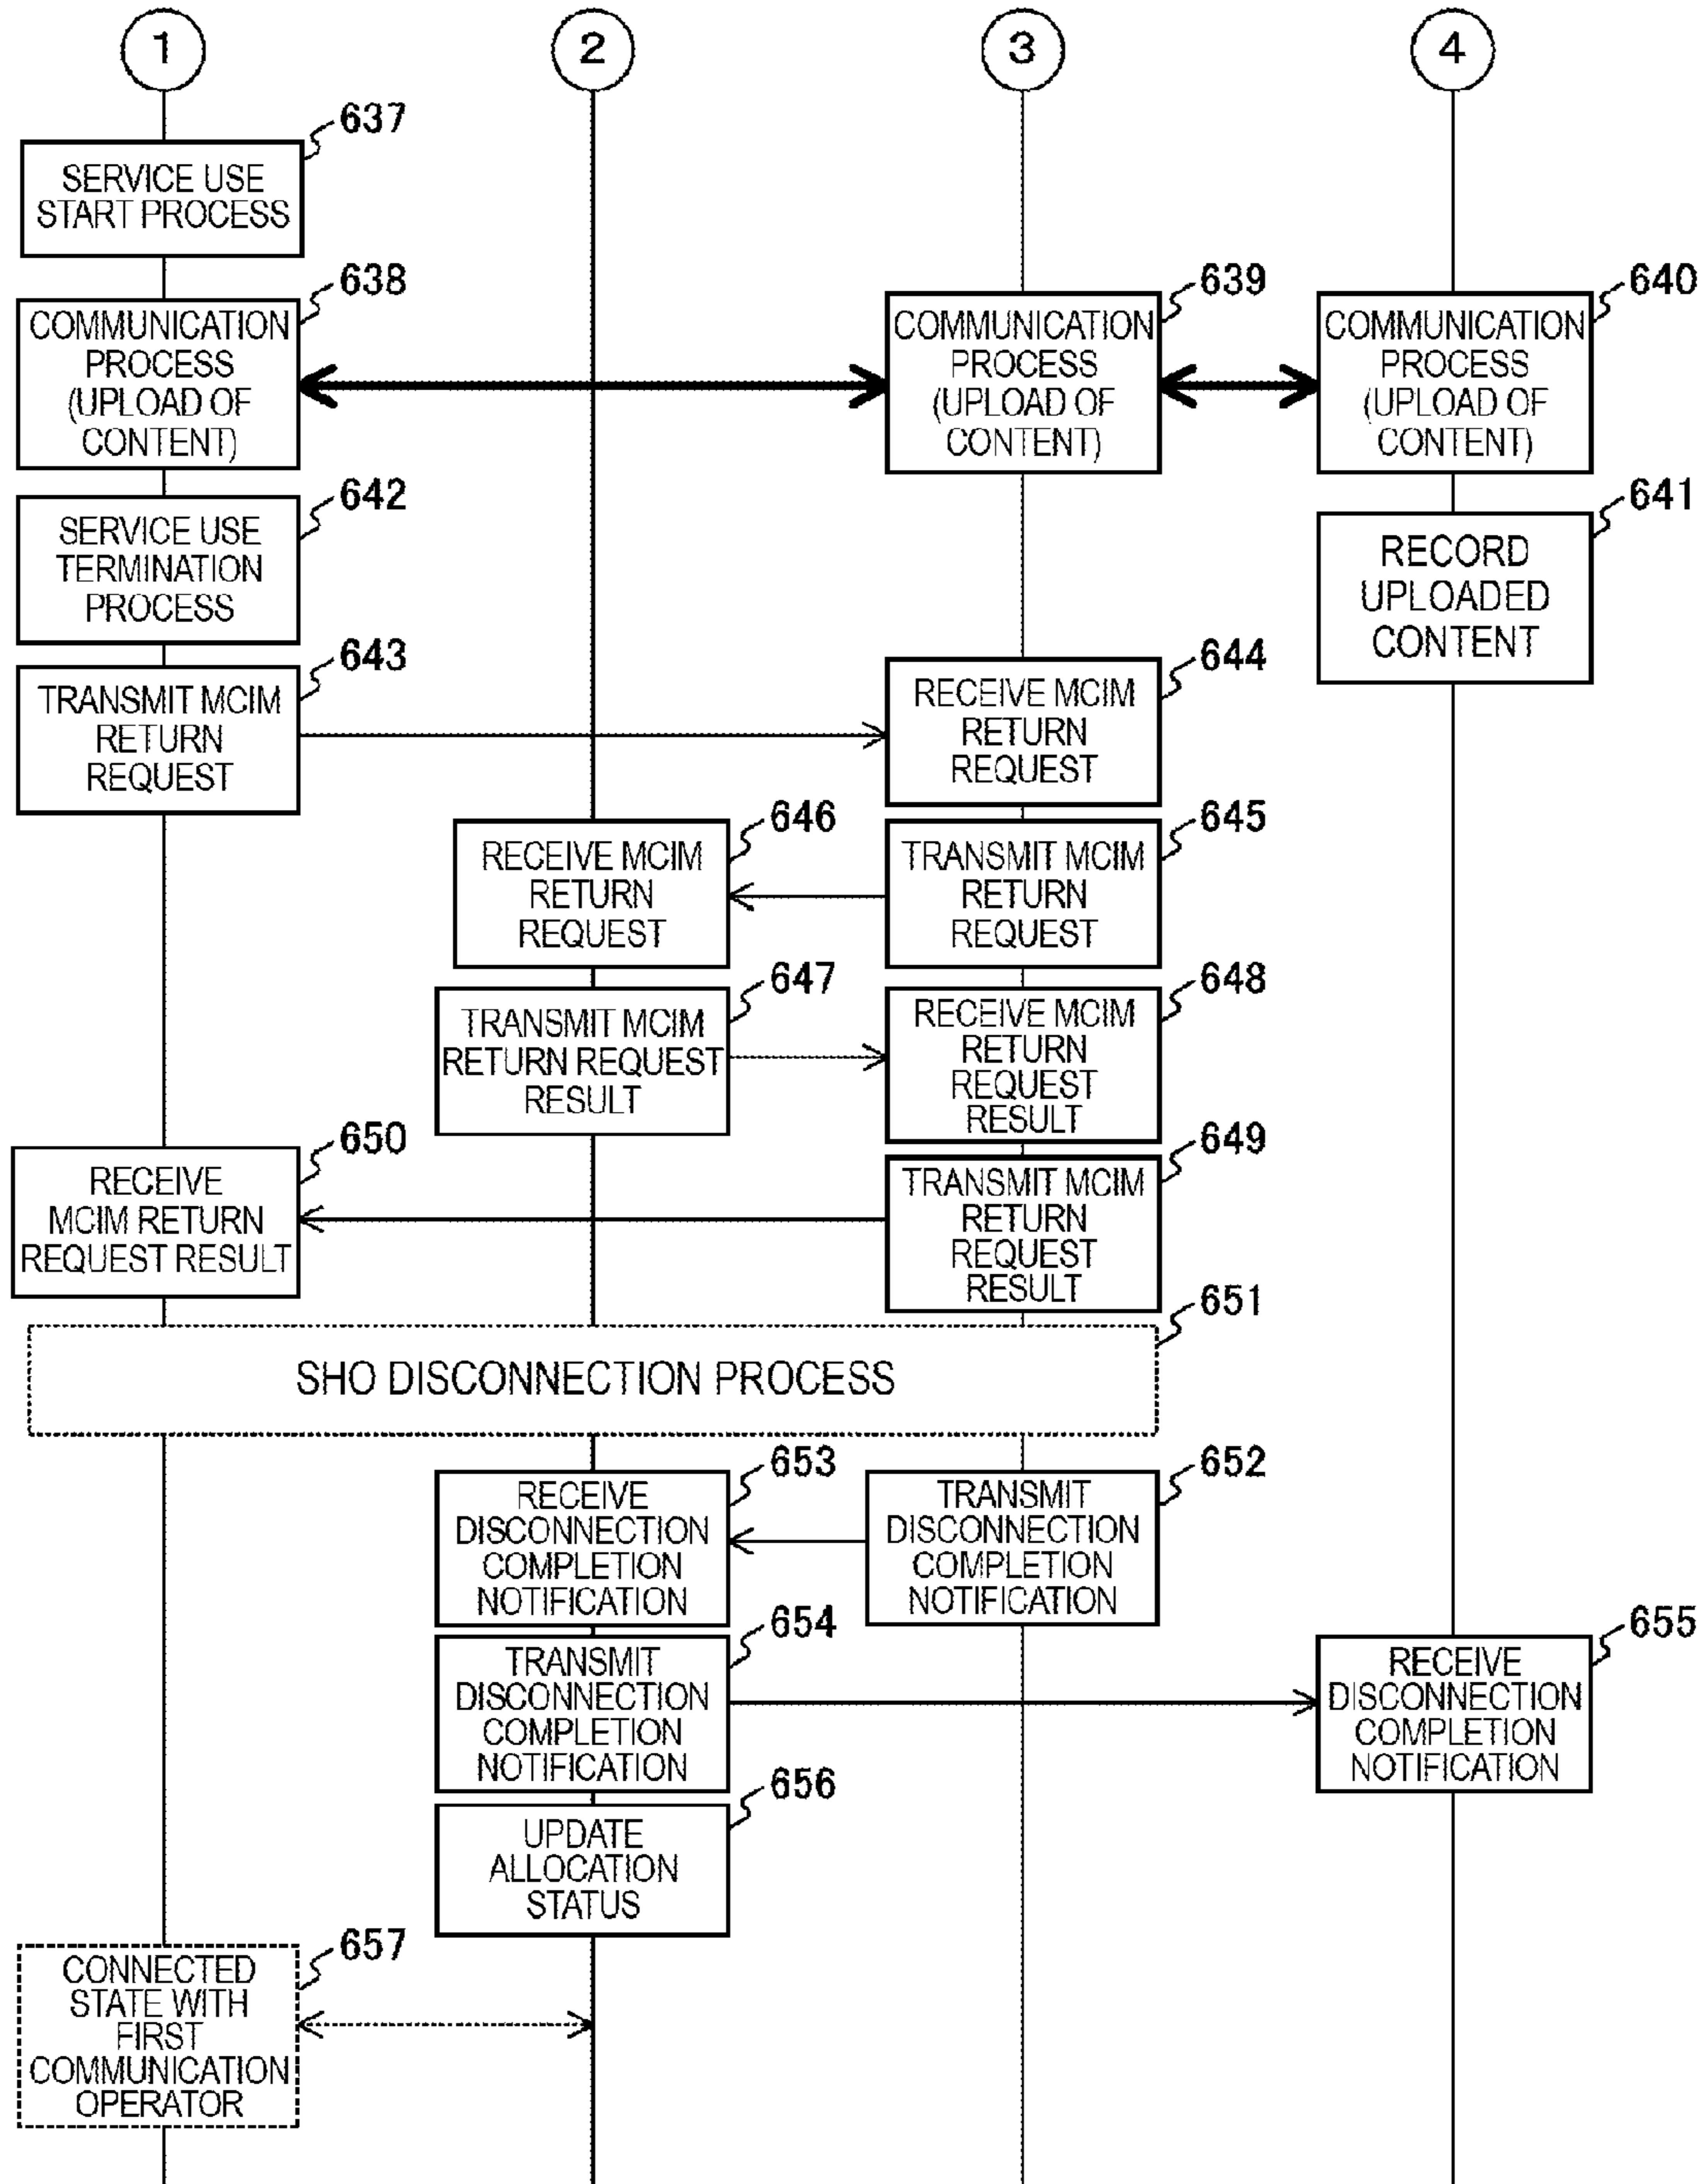 1
2
3
4
637
SERVICE USE
START PROCESS
638
COMMUNICATION
PROCESS
(UPLOAD OF
CONTENT)
639
COMMUNICATION
PROCESS
(UPLOAD OF
CONTENT)
640
COMMUNICATION
PROCESS
(UPLOAD OF
CONTENT)
642
SERVICE USE
TERMINATION
PROCESS
641
RECORD
UPLOADED
CONTENT
643
TRANSMIT MCIM
RETURN
REQUEST
644
RECEIVE MCIM
RETURN
REQUEST
646
RECEIVE MCIM
RETURN
REQUEST
645
TRANSMIT MCIM
RETURN
REQUEST
647
TRANSMIT MCIM
RETURN REQUEST
RESULT
648
RECEIVE MCIM
RETURN
REQUEST
RESULT
650
RECEIVE
MCIM RETURN
REQUEST RESULT
649
TRANSMIT MCIM
RETURN
REQUEST
RESULT
651
SHO DISCONNECTION PROCESS
653
RECEIVE
DISCONNECTION
COMPLETION
NOTIFICATION
652
TRANSMIT
DISCONNECTION
COMPLETION
NOTIFICATION
654
TRANSMIT
DISCONNECTION
COMPLETION
NOTIFICATION
655
RECEIVE
DISCONNECTION
COMPLETION
NOTIFICATION
656
UPDATE
ALLOCATION
STATUS
657
CONNECTED
STATE WITH
FIRST
COMMUNICATION
OPERATOR